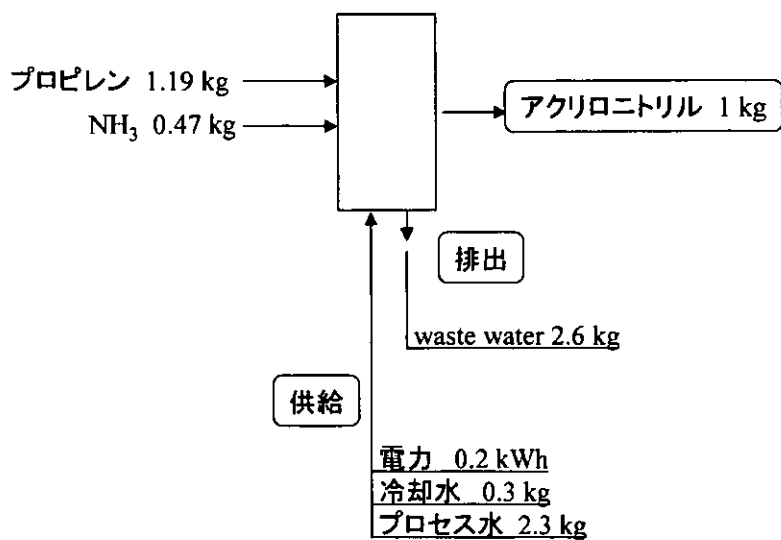 プロピレン 1.19 kg
NH₃ 0.47 kg
アクリロニトリル 1 kg
排出
waste water 2.6 kg
供給
電力 0.2 kWh
冷却水 0.3 kg
プロセス水 2.3 kg